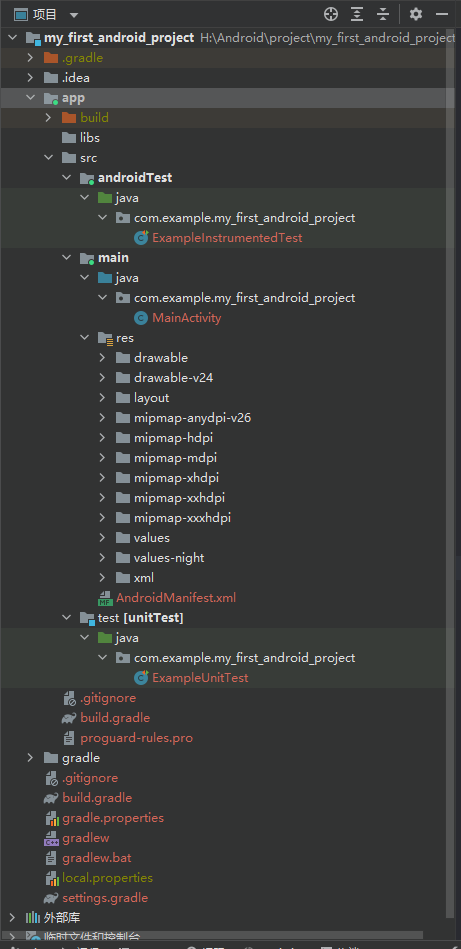 项目
my_first_android_project H:\Android\project\my_first_android_project
.gradle
.idea
app
build
libs
src
androidTest
java
com.example.my_first_android_project
ExampleInstrumentedTest
main
java
com.example.my_first_android_project
MainActivity
res
drawable
drawable-v24
layout
mipmap-anydpi-v26
mipmap-hdpi
mipmap-mdpi
mipmap-xhdpi
mipmap-xxhdpi
mipmap-xxxhdpi
values
values-night
xml
AndroidManifest.xml
test [unitTest]
java
com.example.my_first_android_project
ExampleUnitTest
.gitignore
build.gradle
proguard-rules.pro
gradle
.gitignore
build.gradle
gradle.properties
gradlew
gradlew.bat
local.properties
settings.gradle
外部库
临时文件和控制台